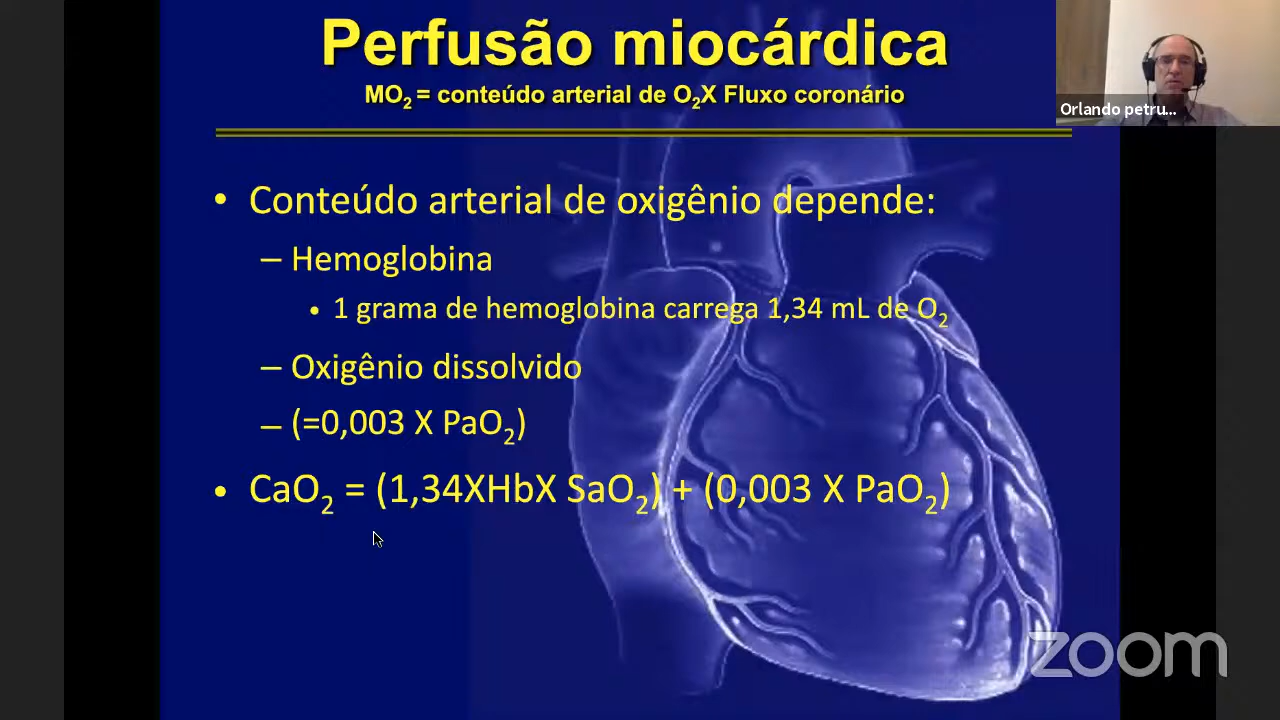 Perfusão miocárdica
MO2 = conteúdo arterial de O2X Fluxo coronário
Orlando petru...
• Conteúdo arterial de oxigênio depende:
– Hemoglobina
• 1 grama de hemoglobina carrega 1,34 mL de O2
– Oxigênio dissolvido
– (=0,003 X PaO2)
• CaO2 = (1,34XHbX SaO2) + (0,003 X PaO2)
zoom